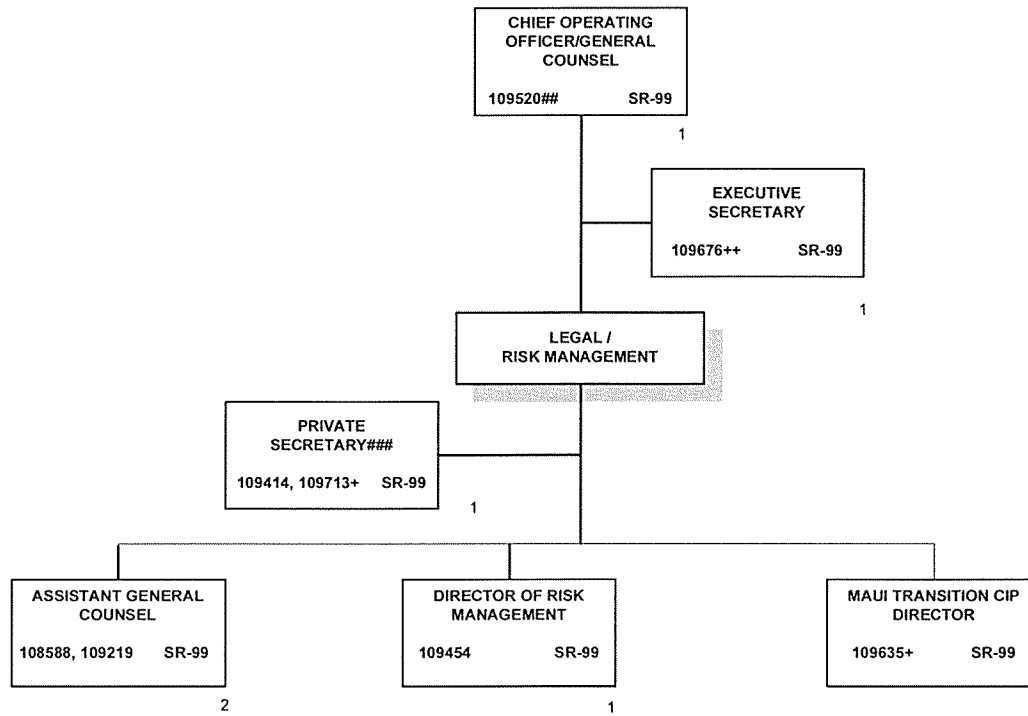 CHIEF OPERATING
OFFICER/GENERAL
COUNSEL
109520## SR-99
1
EXECUTIVE
SECRETARY
109676++ SR-99
1
LEGAL /
RISK MANAGEMENT
PRIVATE
SECRETARY###
109414, 109713+ SR-99
1
ASSISTANT GENERAL
COUNSEL
108588, 109219 SR-99
2
DIRECTOR OF RISK
MANAGEMENT
109454 SR-99
1
MAUI TRANSITION CIP
DIRECTOR
109635+ SR-99